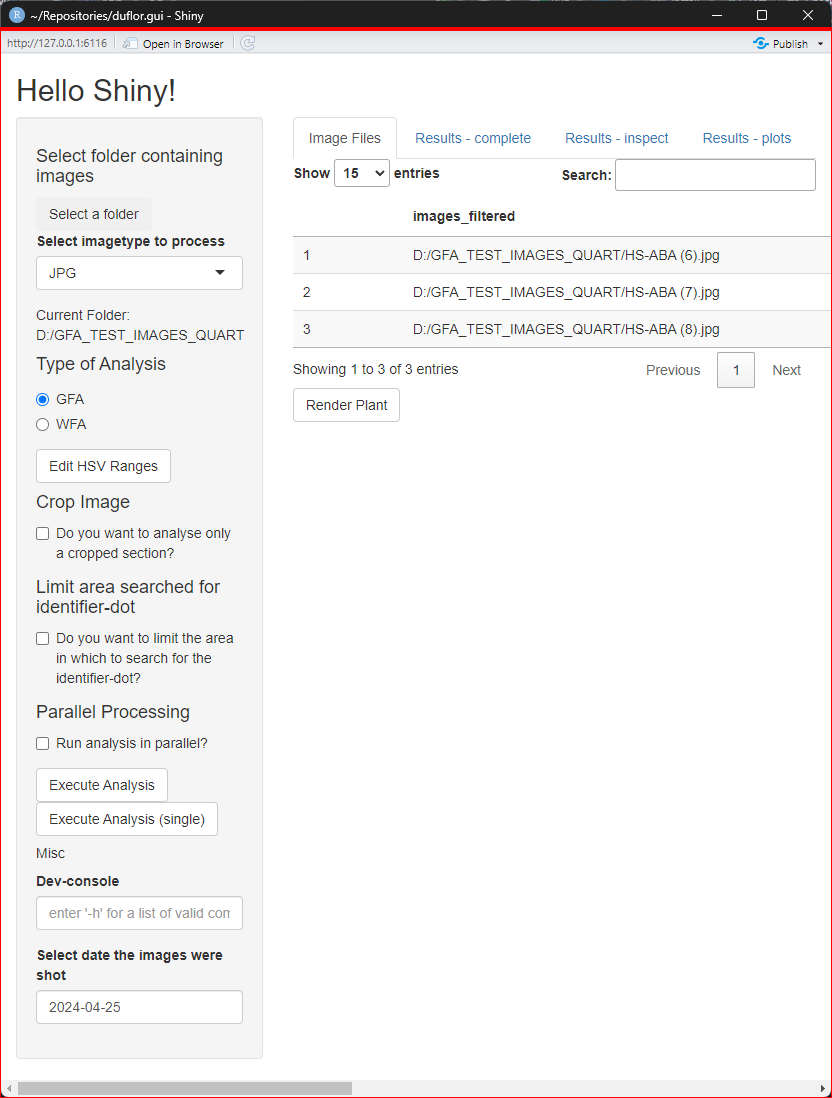 R ~/Repositories/duflor.gui - Shiny
http://127.0.0.1:6116 Open in Browser Publish
Hello Shiny!
Select folder containing
images
Select a folder
Select imagetype to process
JPG
Current Folder:
D:/GFA_TEST_IMAGES_QUART
Type of Analysis
GFA
WFA
Edit HSV Ranges
Crop Image
Do you want to analyse only
a cropped section?
Limit area searched for
identifier-dot
Do you want to limit the area
in which to search for the
identifier-dot?
Parallel Processing
Run analysis in parallel?
Execute Analysis
Execute Analysis (single)
Misc
Dev-console
enter '-h' for a list of valid com
Select date the images were
shot
2024-04-25
Image Files Results - complete Results - inspect Results - plots
Show 15 entries Search:
images_filtered
1 D:/GFA_TEST_IMAGES_QUART/HS-ABA (6).jpg
2 D:/GFA_TEST_IMAGES_QUART/HS-ABA (7).jpg
3 D:/GFA_TEST_IMAGES_QUART/HS-ABA (8).jpg
Showing 1 to 3 of 3 entries Previous 1 Next
Render Plant